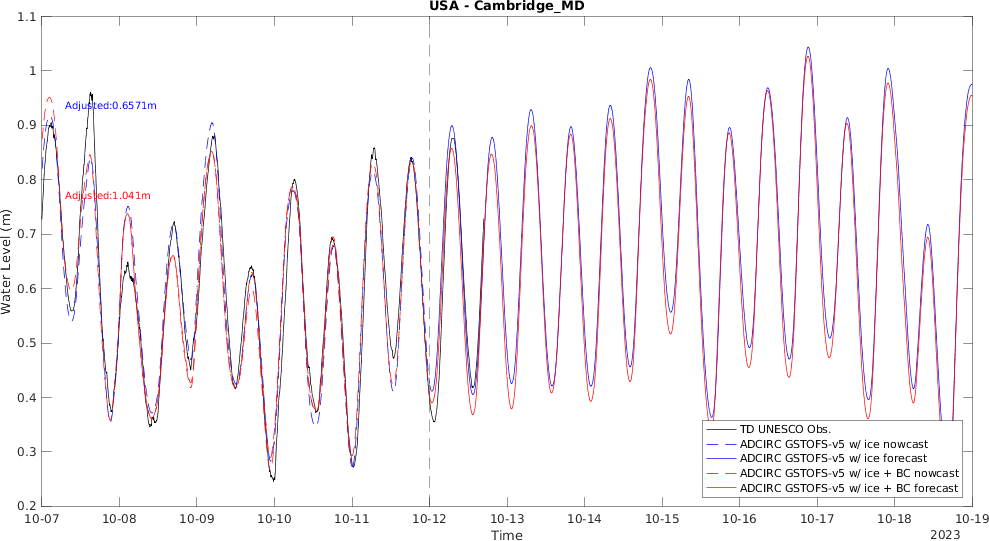 USA - Cambridge_MD
1.1
1
0.9
0.8
0.7
0.6
0.5
0.4
0.3
0.2
Water Level (m)
Adjusted:0.6571m
Adjusted:1.041m
TD UNESCO Obs.
ADCIRC GSTOFS-v5 w/ ice nowcast
ADCIRC GSTOFS-v5 w/ ice forecast
ADCIRC GSTOFS-v5 w/ ice + BC nowcast
ADCIRC GSTOFS-v5 w/ ice + BC forecast
10-07 10-08 10-09 10-10 10-11 10-12 10-13 10-14 10-15 10-16 10-17 10-18 10-19
Time
2023